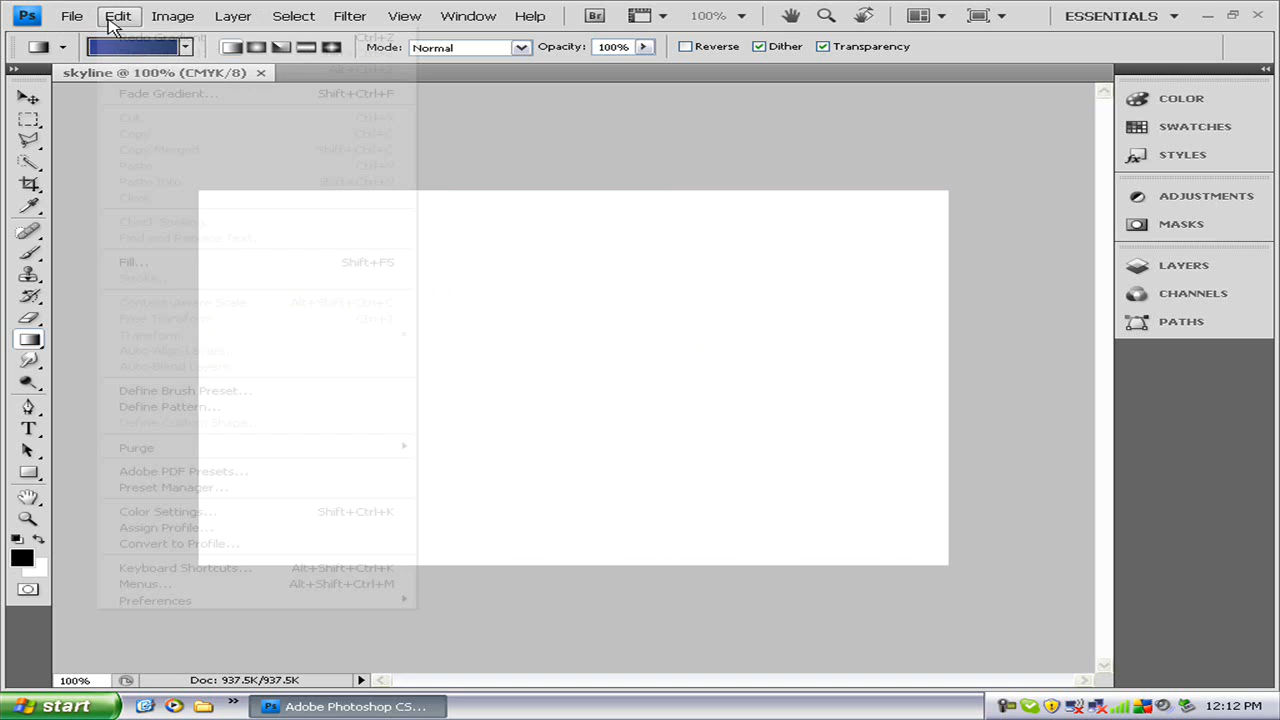 Ps File Edit Image Layer Select Filter View Window Help Br 100% ESSENTIALS
Mode: Normal Opacity: 100% Reverse Dither Transparency
skyline @ 100% (CMYK/8)
Ctrl+Z
Fade Gradient... Shift+Ctrl+F
Cut
Copy Ctrl+C
Copy Merged Shift+Ctrl+C
Paste Ctrl+V
Paste Into Shift+Ctrl+V
Check Spelling...
Find and Replace Text...
Fill... Shift+F5
Content-Aware Scale Alt+Shift+Ctrl+C
Free Transform Ctrl+T
Transform
Auto-Align Layers...
Auto-Blend Layers
Define Brush Preset...
Define Pattern...
Define Custom Shape...
Purge
Adobe PDF Presets...
Preset Manager...
Color Settings... Shift+Ctrl+K
Assign Profile...
Convert to Profile...
Keyboard Shortcuts... Alt+Shift+Ctrl+K
Menus... Alt+Shift+Ctrl+M
Preferences
T
COLOR
SWATCHES
STYLES
ADJUSTMENTS
MASKS
LAYERS
CHANNELS
PATHS
100% Doc: 937.5K/937.5K
start Ps Adobe Photoshop CS... 12:12 PM